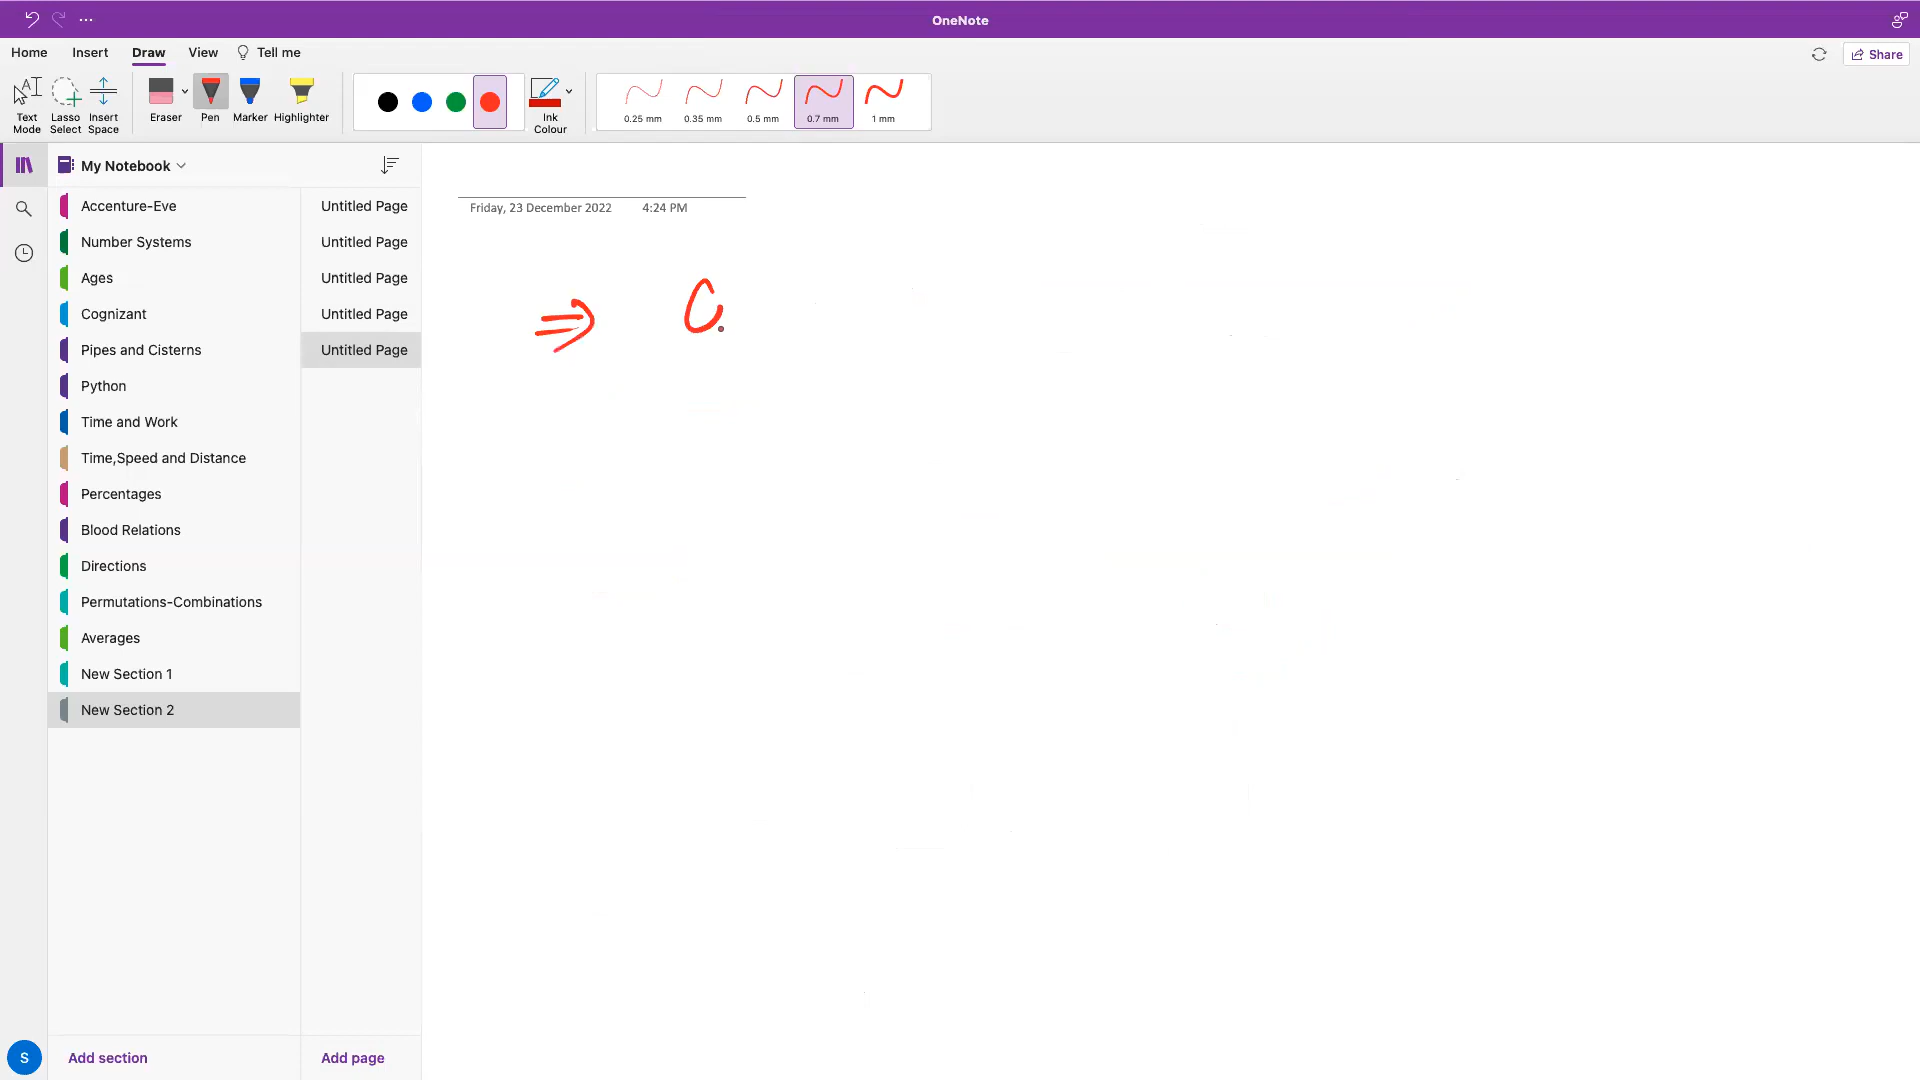 OneNote
Home Insert Draw View Tell me
Share
Text Mode
Lasso Select
Insert Space
Eraser
Pen
Marker
Highlighter
Ink Colour
0.25 mm
0.35 mm
0.5 mm
0.7 mm
1 mm
My Notebook
Accenture-Eve
Number Systems
Ages
Cognizant
Pipes and Cisterns
Python
Time and Work
Time,Speed and Distance
Percentages
Blood Relations
Directions
Permutations-Combinations
Averages
New Section 1
New Section 2
Add section
Untitled Page
Untitled Page
Untitled Page
Untitled Page
Untitled Page
Add page
Friday, 23 December 2022 4:24 PM
⇒ C
S